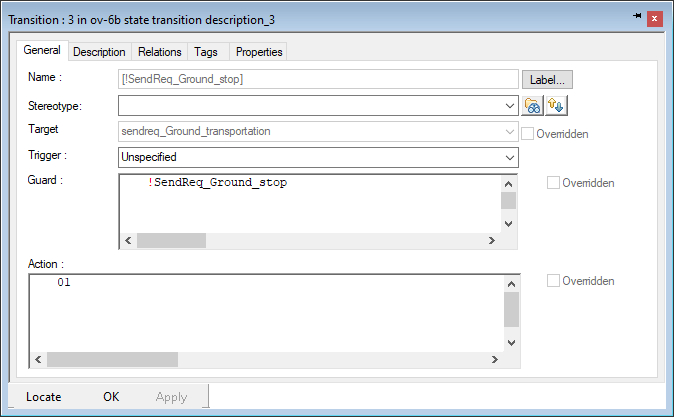 Transition : 3 in ov-6b state transition description_3
General Description Relations Tags Properties
Name : [!SendReq_Ground_stop] Label...
Stereotype:
Target sendreq_Ground_transportation Overridden
Trigger : Unspecified
Guard : !SendReq_Ground_stop Overridden
Action : Overridden
01
Locate OK Apply